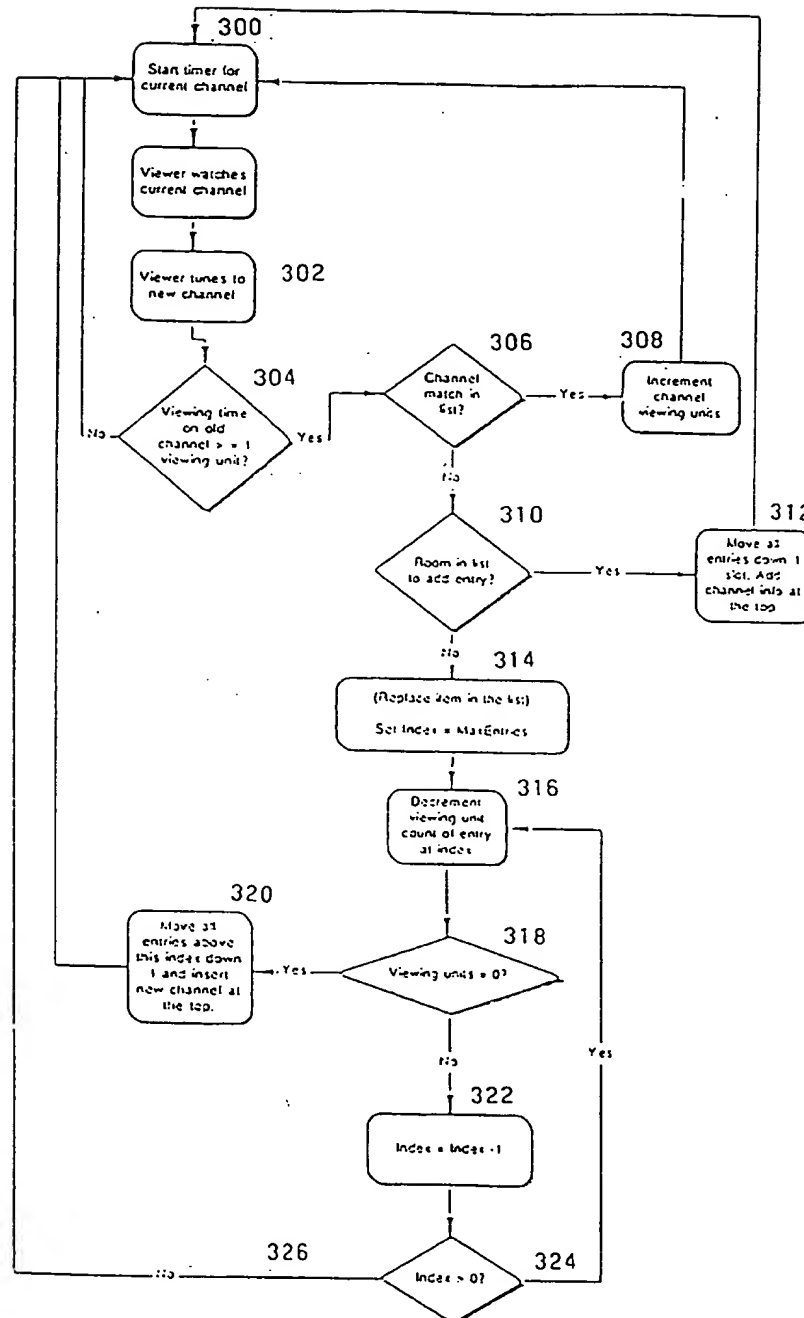 300
Start timer for
current channel
Viewer watches
current channel
Viewer tunes to
new channel
302
304
Viewing time
on old
channel > = 1
viewing unit?
No
Yes
306
Channel
match in
list?
Yes
308
Increment
channel
viewing units
No
310
Room in list
to add entry?
Yes
312
Move all
entries down 1
slot. Add
channel info at
the top
No
314
(Replace item in the list)
Set Index = MaxEntries
316
Decrement
viewing unit
count of entry
at index
318
Viewing units = 0?
Yes
320
Move all
entries above
this index down
1 and insert
new channel at
the top.
No
322
Index = Index -1
Yes
324
Index > 0?
326
No